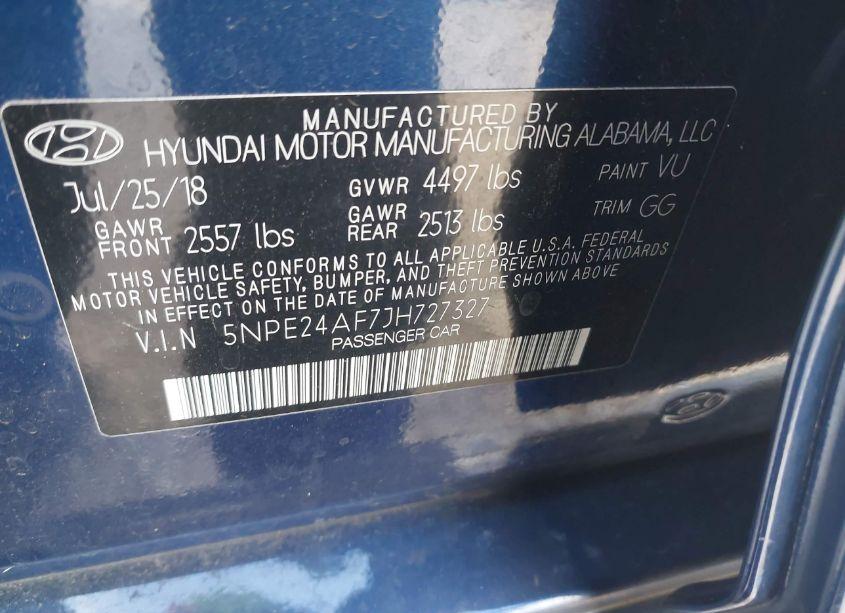 MANUFACTURED BY
HYUNDAI MOTOR MANUFACTURING ALABAMA, LLC
Jul/25/18 GVWR 4497 lbs PAINT VU
GAWR FRONT 2557 lbs GAWR REAR 2513 lbs TRIM GG
THIS VEHICLE CONFORMS TO ALL APPLICABLE U.S.A. FEDERAL
MOTOR VEHICLE SAFETY, BUMPER, AND THEFT PREVENTION STANDARDS
IN EFFECT ON THE DATE OF MANUFACTURE SHOWN ABOVE
V.I.N 5NPE24AF7JH727327
PASSENGER CAR